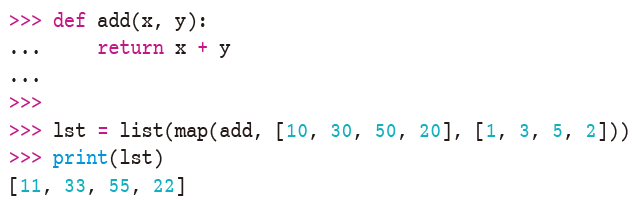 >>> def add(x, y):
...     return x + y
...
>>>
>>> lst = list(map(add, [10, 30, 50, 20], [1, 3, 5, 2]))
>>> print(lst)
[11, 33, 55, 22]